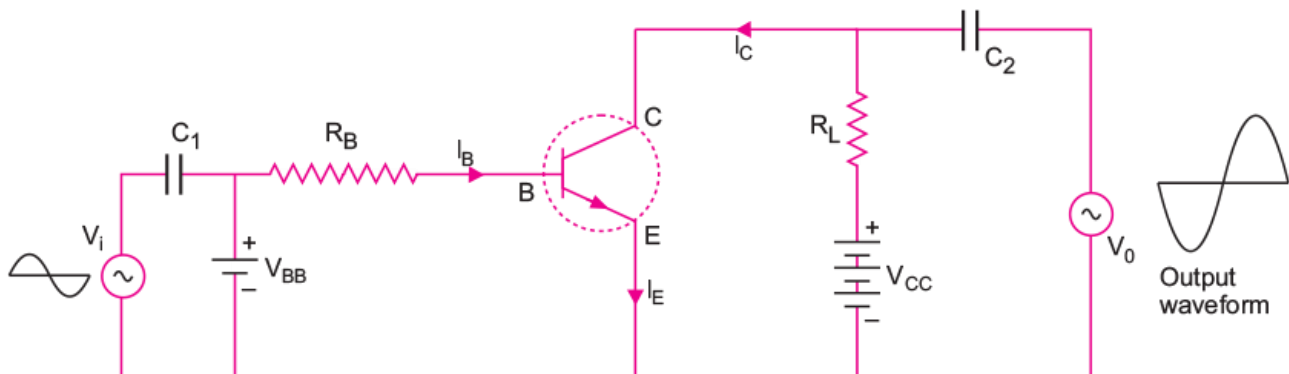 I_C
C_2
C_1
R_B
I_B
B
C
E
R_L
V_i
+
V_BB
–
I_E
+
V_CC
–
V_0
Output
waveform